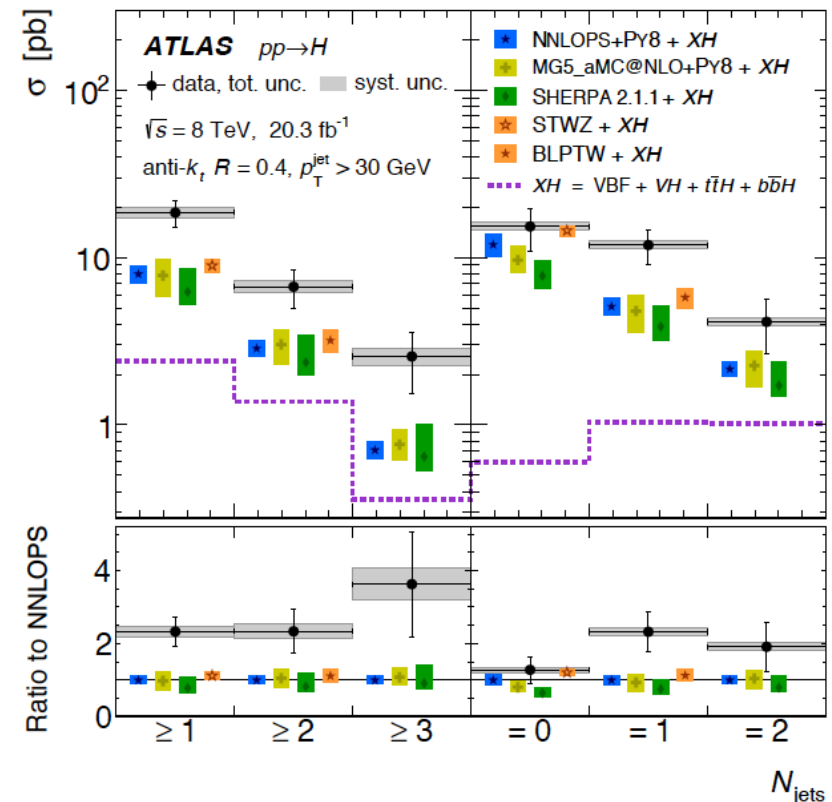 σ [pb]
ATLAS pp→H
data, tot. unc. syst. unc.
√s = 8 TeV, 20.3 fb⁻¹
anti-kₜ R = 0.4, p_T^jet > 30 GeV
NNLOPS+PY8 + XH
MG5_aMC@NLO+PY8 + XH
SHERPA 2.1.1 + XH
STWZ + XH
BLPTW + XH
XH = VBF + VH + tt̄H + bb̄H
10²
10
1
Ratio to NNLOPS
4
2
0
≥ 1 ≥ 2 ≥ 3 = 0 = 1 = 2
N_jets